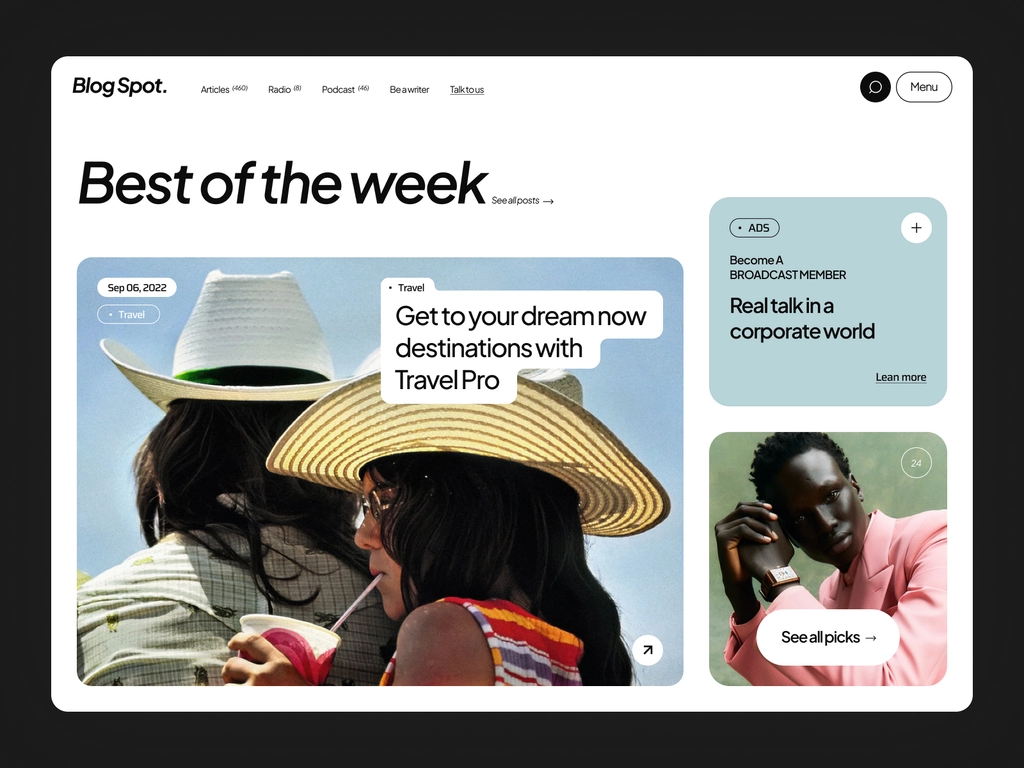 Blog Spot.
Articles (460)
Radio (8)
Podcast (46)
Be a writer
Talk to us
Menu
Best of the week
See all posts →
Sep 06, 2022
• Travel
• Travel
Get to your dream now
destinations with
Travel Pro
• ADS
Become A
BROADCAST MEMBER
Real talk in a
corporate world
Lean more
24
See all picks →